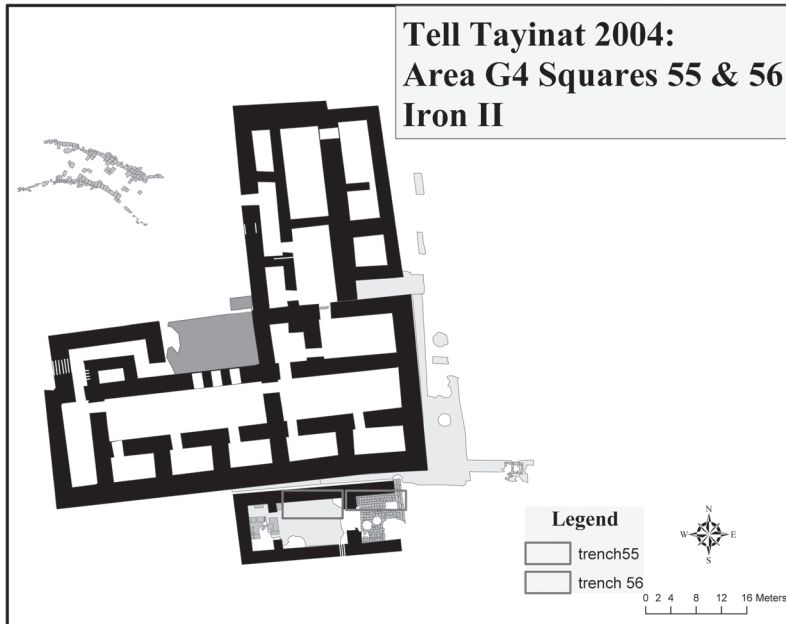 Tell Tayinat 2004:
Area G4 Squares 55 & 56
Iron II
Legend
trench55
trench 56
N
W E
S
0 2 4 8 12 16 Meters